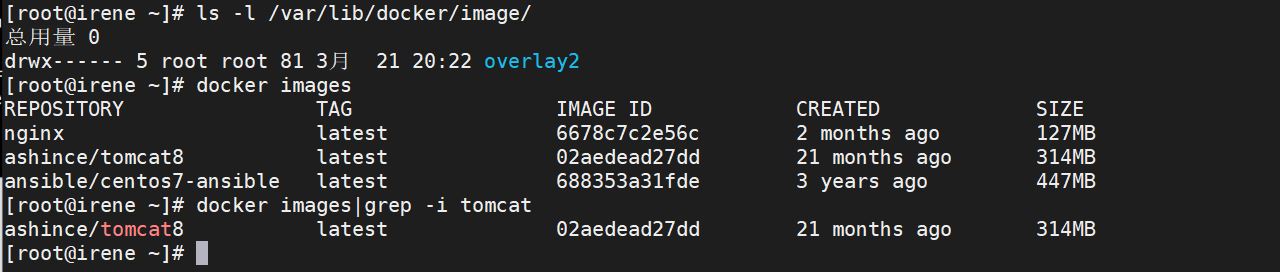 [root@irene ~]# ls -l /var/lib/docker/image/
总用量 0
drwx------ 5 root root 81 3月  21 20:22 overlay2
[root@irene ~]# docker images
REPOSITORY                TAG                 IMAGE ID            CREATED             SIZE
nginx                     latest              6678c7c2e56c        2 months ago        127MB
ashince/tomcat8           latest              02aedead27dd        21 months ago       314MB
ansible/centos7-ansible   latest              688353a31fde        3 years ago         447MB
[root@irene ~]# docker images|grep -i tomcat
ashince/tomcat8           latest              02aedead27dd        21 months ago       314MB
[root@irene ~]#